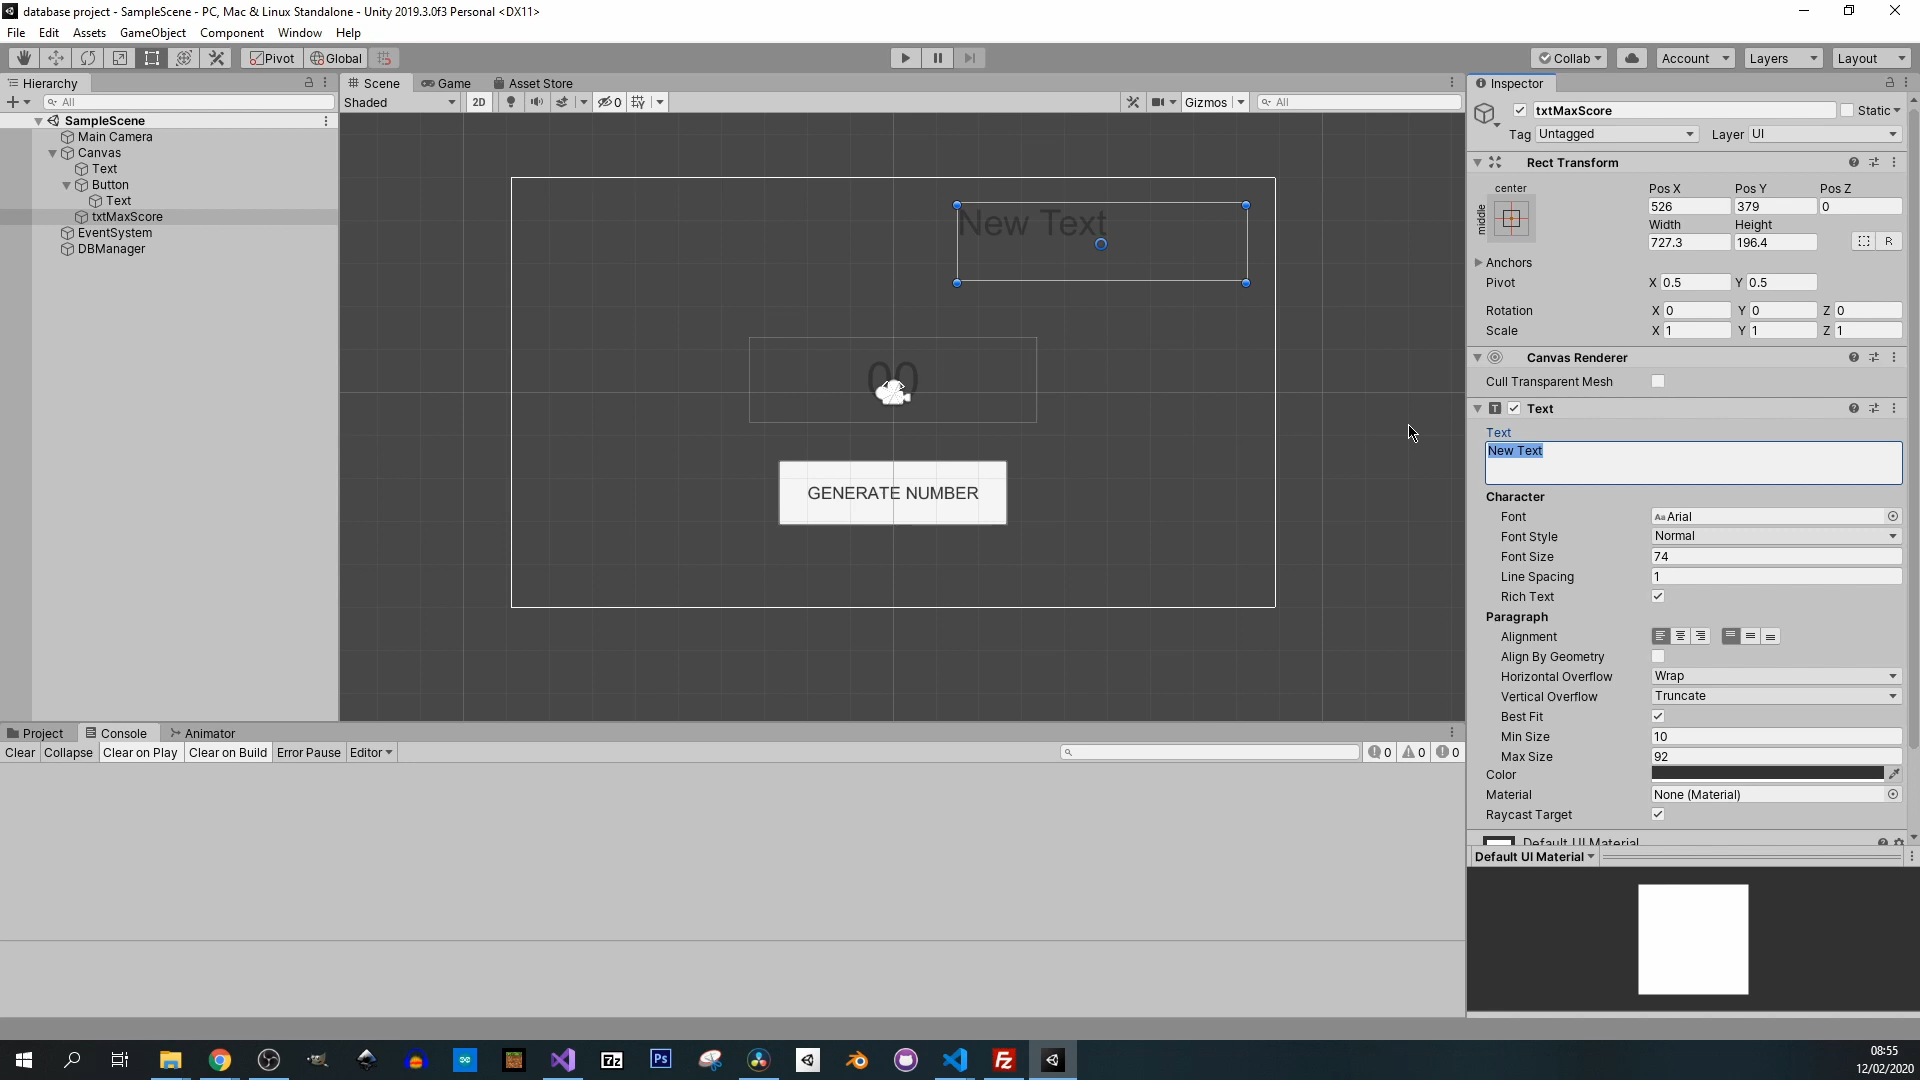 database project - SampleScene - PC, Mac & Linux Standalone - Unity 2019.3.0f3 Personal <DX11>
File Edit Assets GameObject Component Window Help
Pivot Global Collab Account Layers Layout
Hierarchy
All
SampleScene
Main Camera
Canvas
Text
Button
Text
txtMaxScore
EventSystem
DBManager
Scene Game Asset Store
Shaded 2D 0 Gizmos All
New Text
00
GENERATE NUMBER
Project Console Animator
Clear Collapse Clear on Play Clear on Build Error Pause Editor 0 0 0
Inspector
txtMaxScore Static
Tag Untagged Layer UI
Rect Transform
center
middle
Pos X Pos Y Pos Z
526 379 0
Width Height
727.3 196.4 R
Anchors
Pivot X 0.5 Y 0.5
Rotation X 0 Y 0 Z 0
Scale X 1 Y 1 Z 1
Canvas Renderer
Cull Transparent Mesh
T Text
Text
New Text
Character
Font Aa Arial
Font Style Normal
Font Size 74
Line Spacing 1
Rich Text
Paragraph
Alignment
Align By Geometry
Horizontal Overflow Wrap
Vertical Overflow Truncate
Best Fit
Min Size 10
Max Size 92
Color
Material None (Material)
Raycast Target
Default UI Material
Default UI Material
7z Ps Fz
08:55
12/02/2020